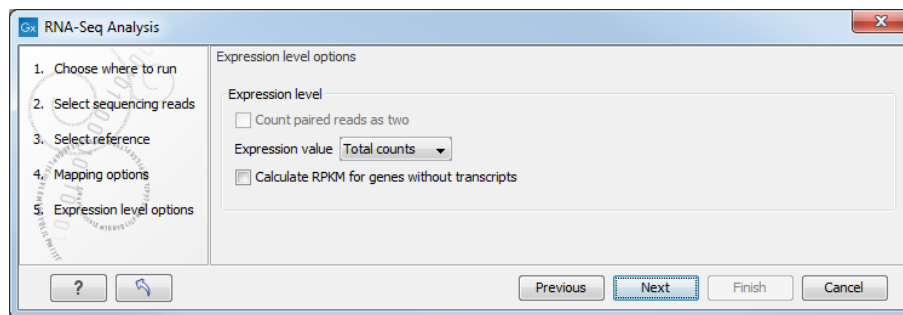 Gx RNA-Seq Analysis
1. Choose where to run
2. Select sequencing reads
3. Select reference
4. Mapping options
5. Expression level options
Expression level options
Expression level
Count paired reads as two
Expression value Total counts
Calculate RPKM for genes without transcripts
?
Previous
Next
Finish
Cancel